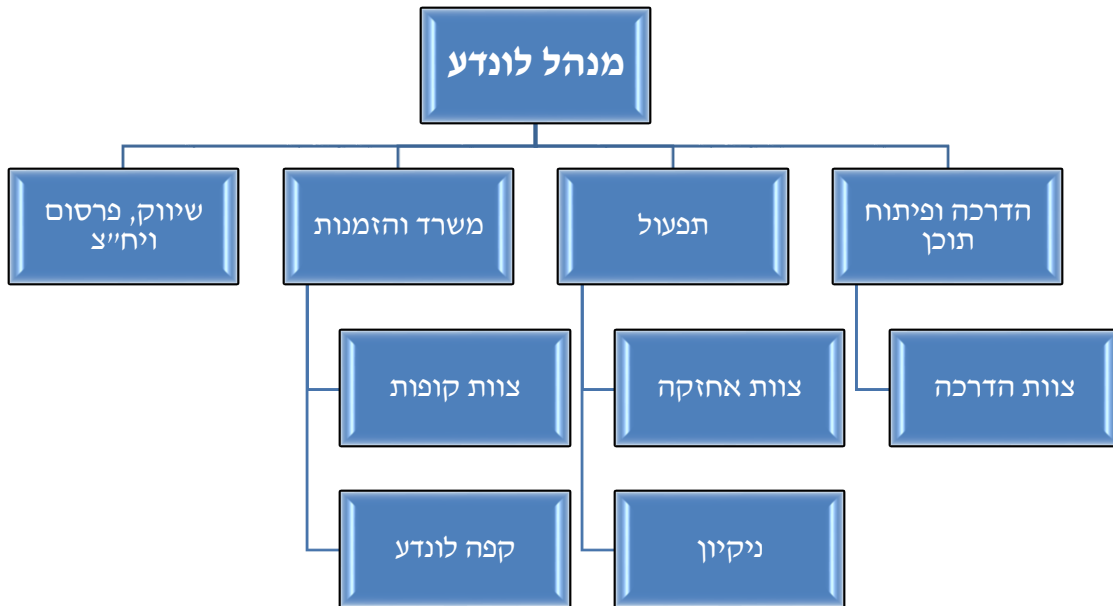 מנהל לונדע
הדרכה ופיתוח
תוכן
תפעול
משרד והזמנות
שיווק, פרסום
ויח״צ
צוות הדרכה
צוות אחזקה
צוות קופות
ניקיון
קפה לונדע